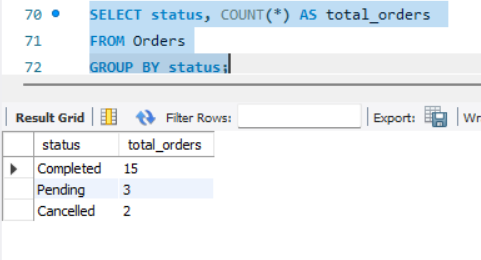 70 SELECT status, COUNT(*) AS total_orders
71 FROM Orders
72 GROUP BY status;
Result Grid Filter Rows: Export: Wr
status total_orders
Completed 15
Pending 3
Cancelled 2